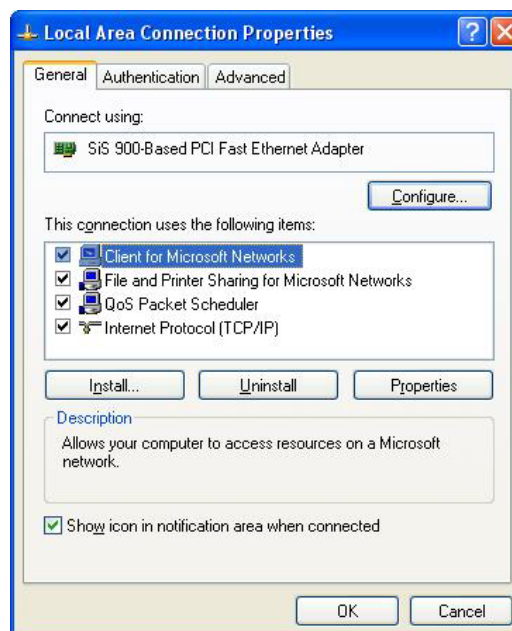 Local Area Connection Properties
General Authentication Advanced
Connect using:
SiS 900-Based PCI Fast Ethernet Adapter
Configure...
This connection uses the following items:
Client for Microsoft Networks
File and Printer Sharing for Microsoft Networks
QoS Packet Scheduler
Internet Protocol (TCP/IP)
Install... Uninstall Properties
Description
Allows your computer to access resources on a Microsoft
network.
Show icon in notification area when connected
OK Cancel